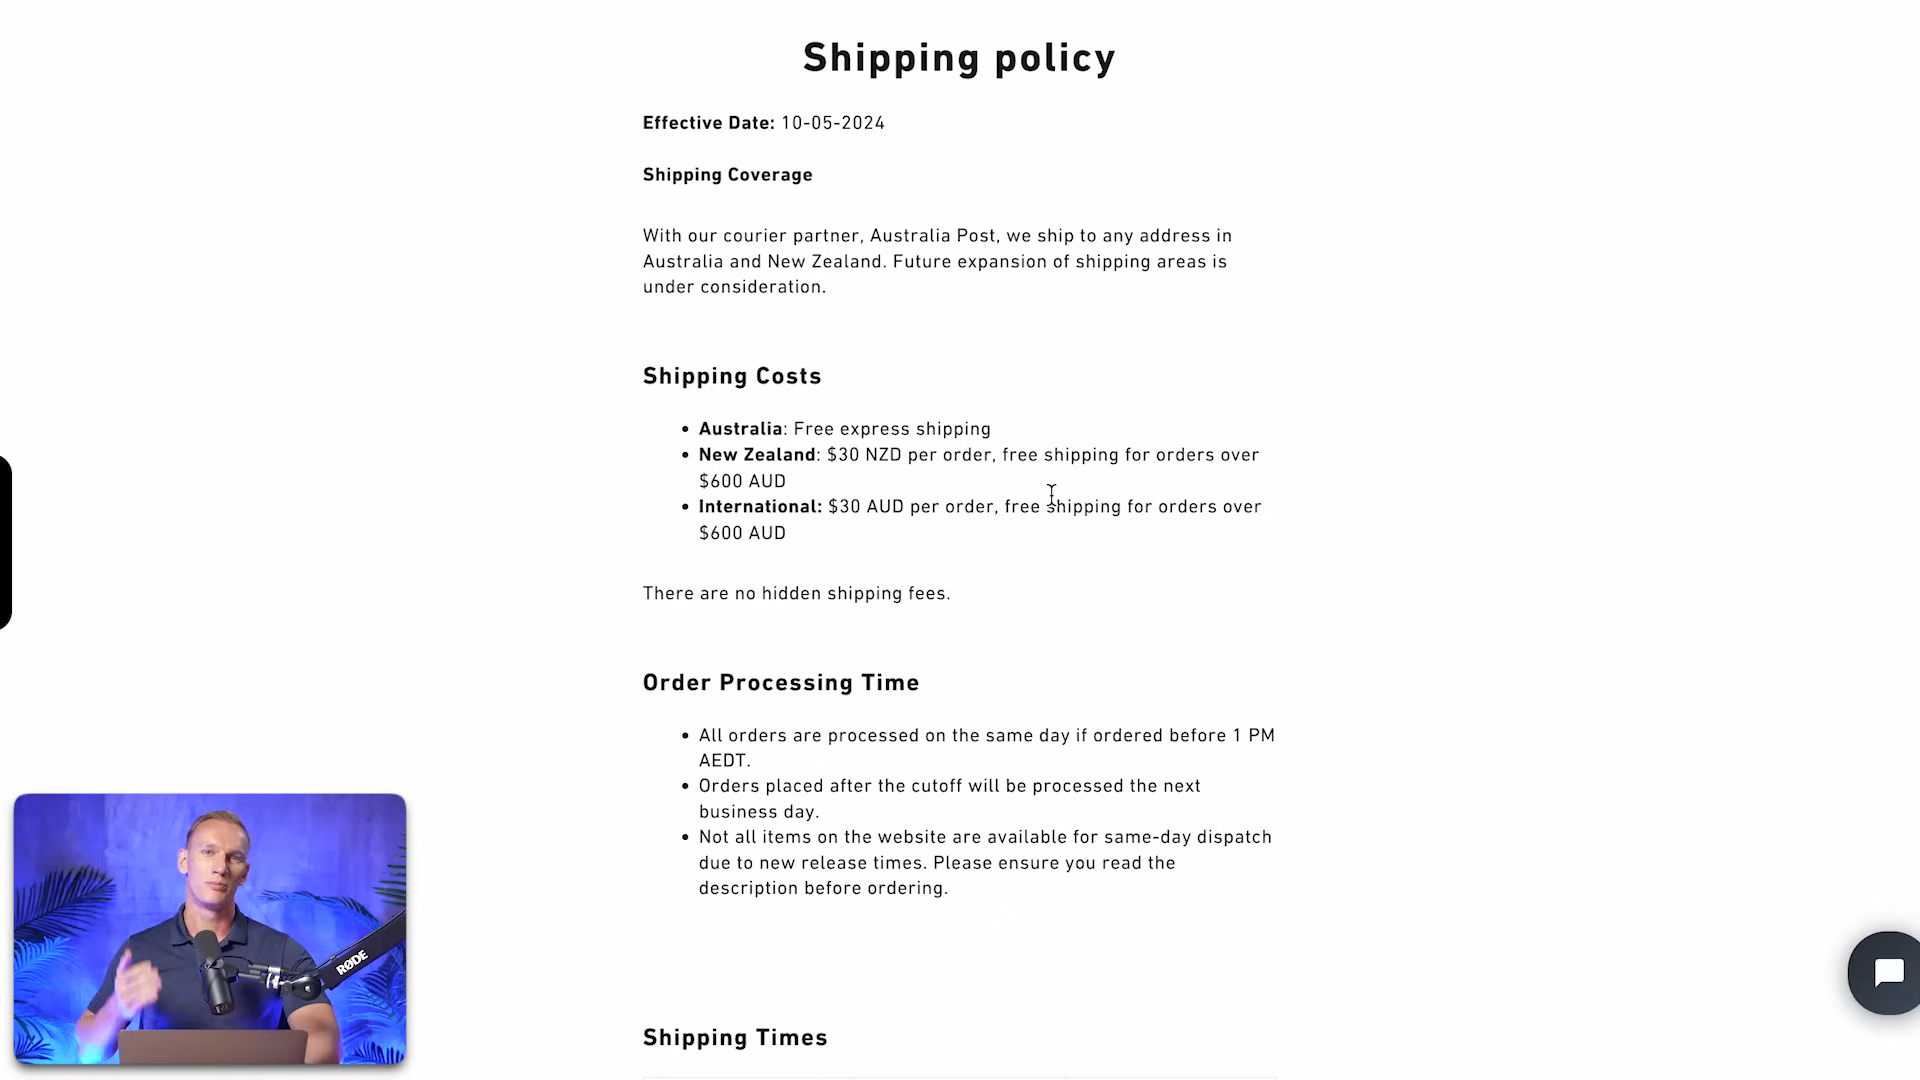 Shipping policy
Effective Date: 10-05-2024
Shipping Coverage
With our courier partner, Australia Post, we ship to any address in
Australia and New Zealand. Future expansion of shipping areas is
under consideration.
Shipping Costs
• Australia: Free express shipping
• New Zealand: $30 NZD per order, free shipping for orders over
$600 AUD
• International: $30 AUD per order, free shipping for orders over
$600 AUD
There are no hidden shipping fees.
Order Processing Time
• All orders are processed on the same day if ordered before 1 PM
AEDT.
• Orders placed after the cutoff will be processed the next
business day.
• Not all items on the website are available for same-day dispatch
due to new release times. Please ensure you read the
description before ordering.
RØDE
Shipping Times